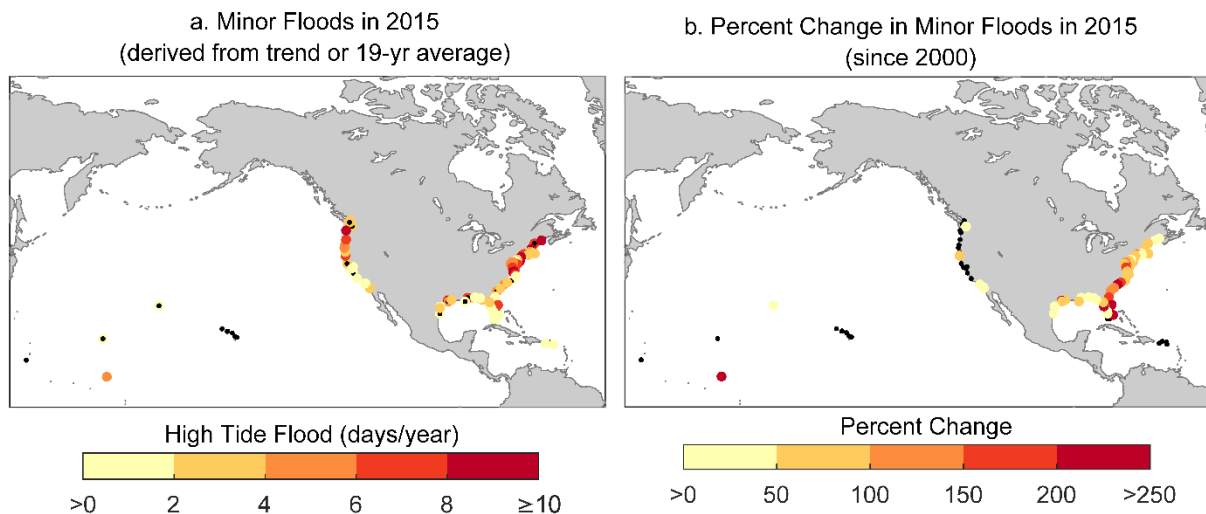 a. Minor Floods in 2015
(derived from trend or 19-yr average)
b. Percent Change in Minor Floods in 2015
(since 2000)
High Tide Flood (days/year)
>0 2 4 6 8 ≥10
Percent Change
>0 50 100 150 200 >250